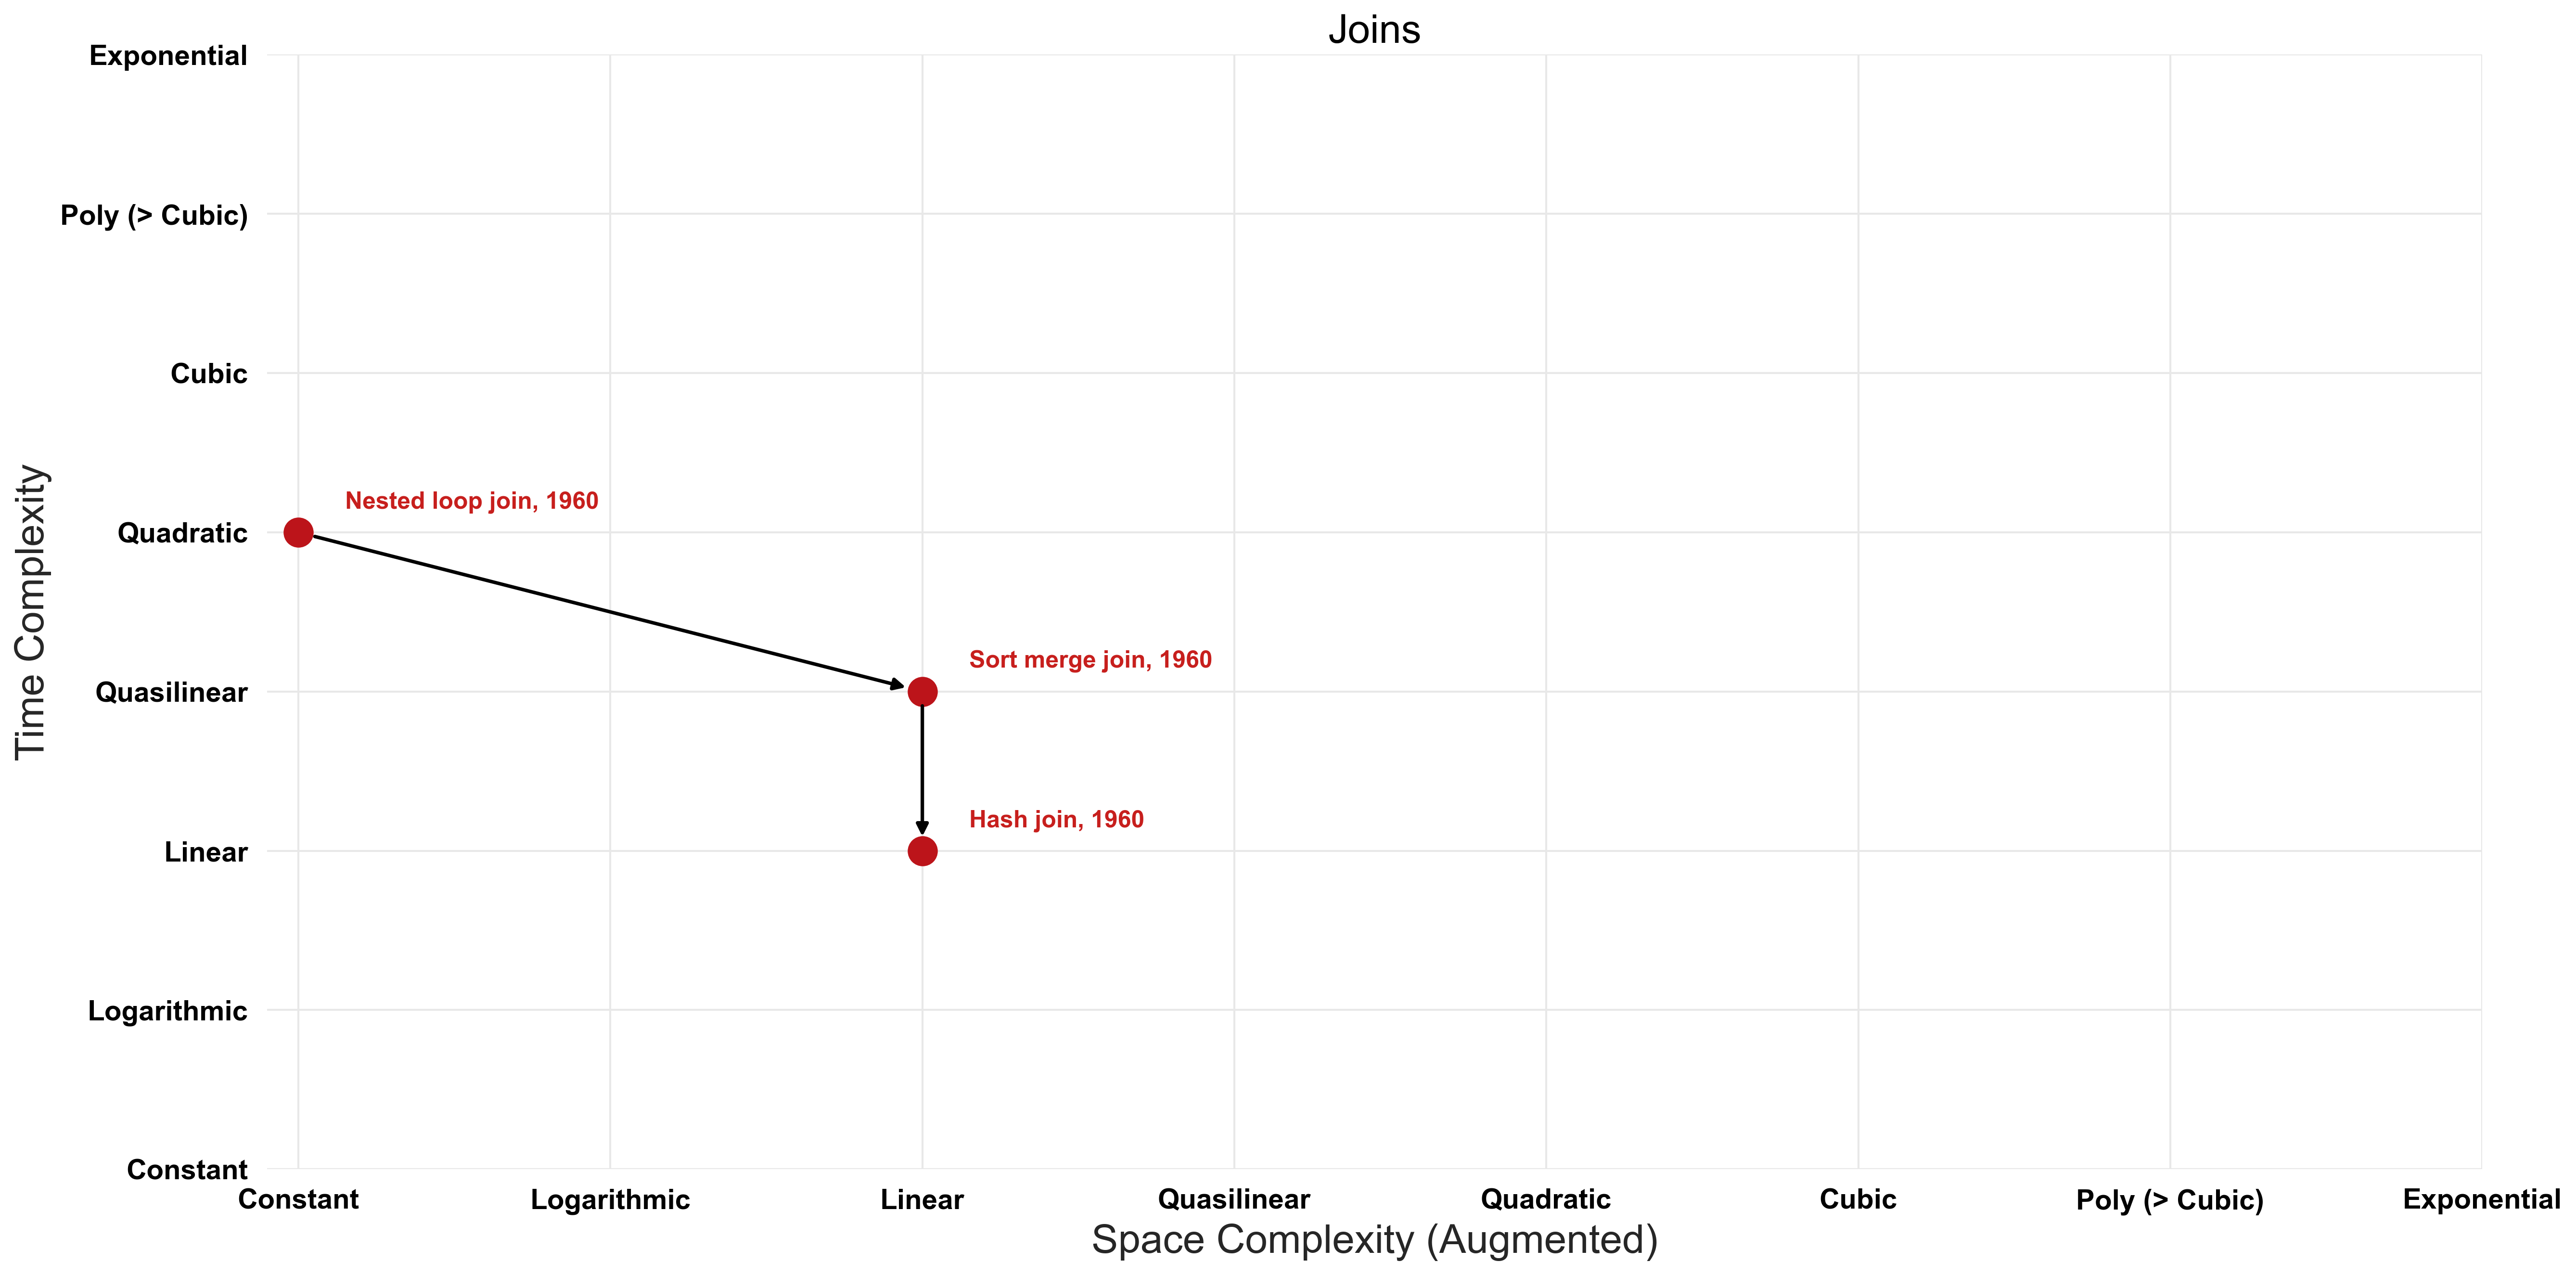 Joins
Exponential
Poly (> Cubic)
Cubic
Quadratic
Quasilinear
Linear
Logarithmic
Constant
Time Complexity
Nested loop join, 1960
Sort merge join, 1960
Hash join, 1960
Constant
Logarithmic
Linear
Quasilinear
Quadratic
Cubic
Poly (> Cubic)
Exponential
Space Complexity (Augmented)